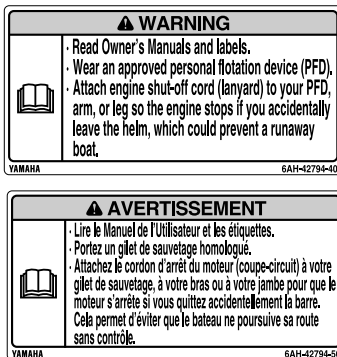 WARNING
· Read Owner's Manuals and labels.
· Wear an approved personal flotation device (PFD).
· Attach engine shut-off cord (lanyard) to your PFD,
arm, or leg so the engine stops if you accidentally
leave the helm, which could prevent a runaway
boat.
YAMAHA 6AH-42794-40
AVERTISSEMENT
· Lire le Manuel de l'Utilisateur et les étiquettes.
· Portez un gilet de sauvetage homologué.
· Attachez le cordon d'arrêt du moteur (coupe-circuit) à votre
gilet de sauvetage, à votre bras ou à votre jambe pour que le
moteur s'arrête si vous quittez accidentellement la barre.
Cela permet d'éviter que le bateau ne poursuive sa route
sans contrôle.
YAMAHA 6AH-42794-50